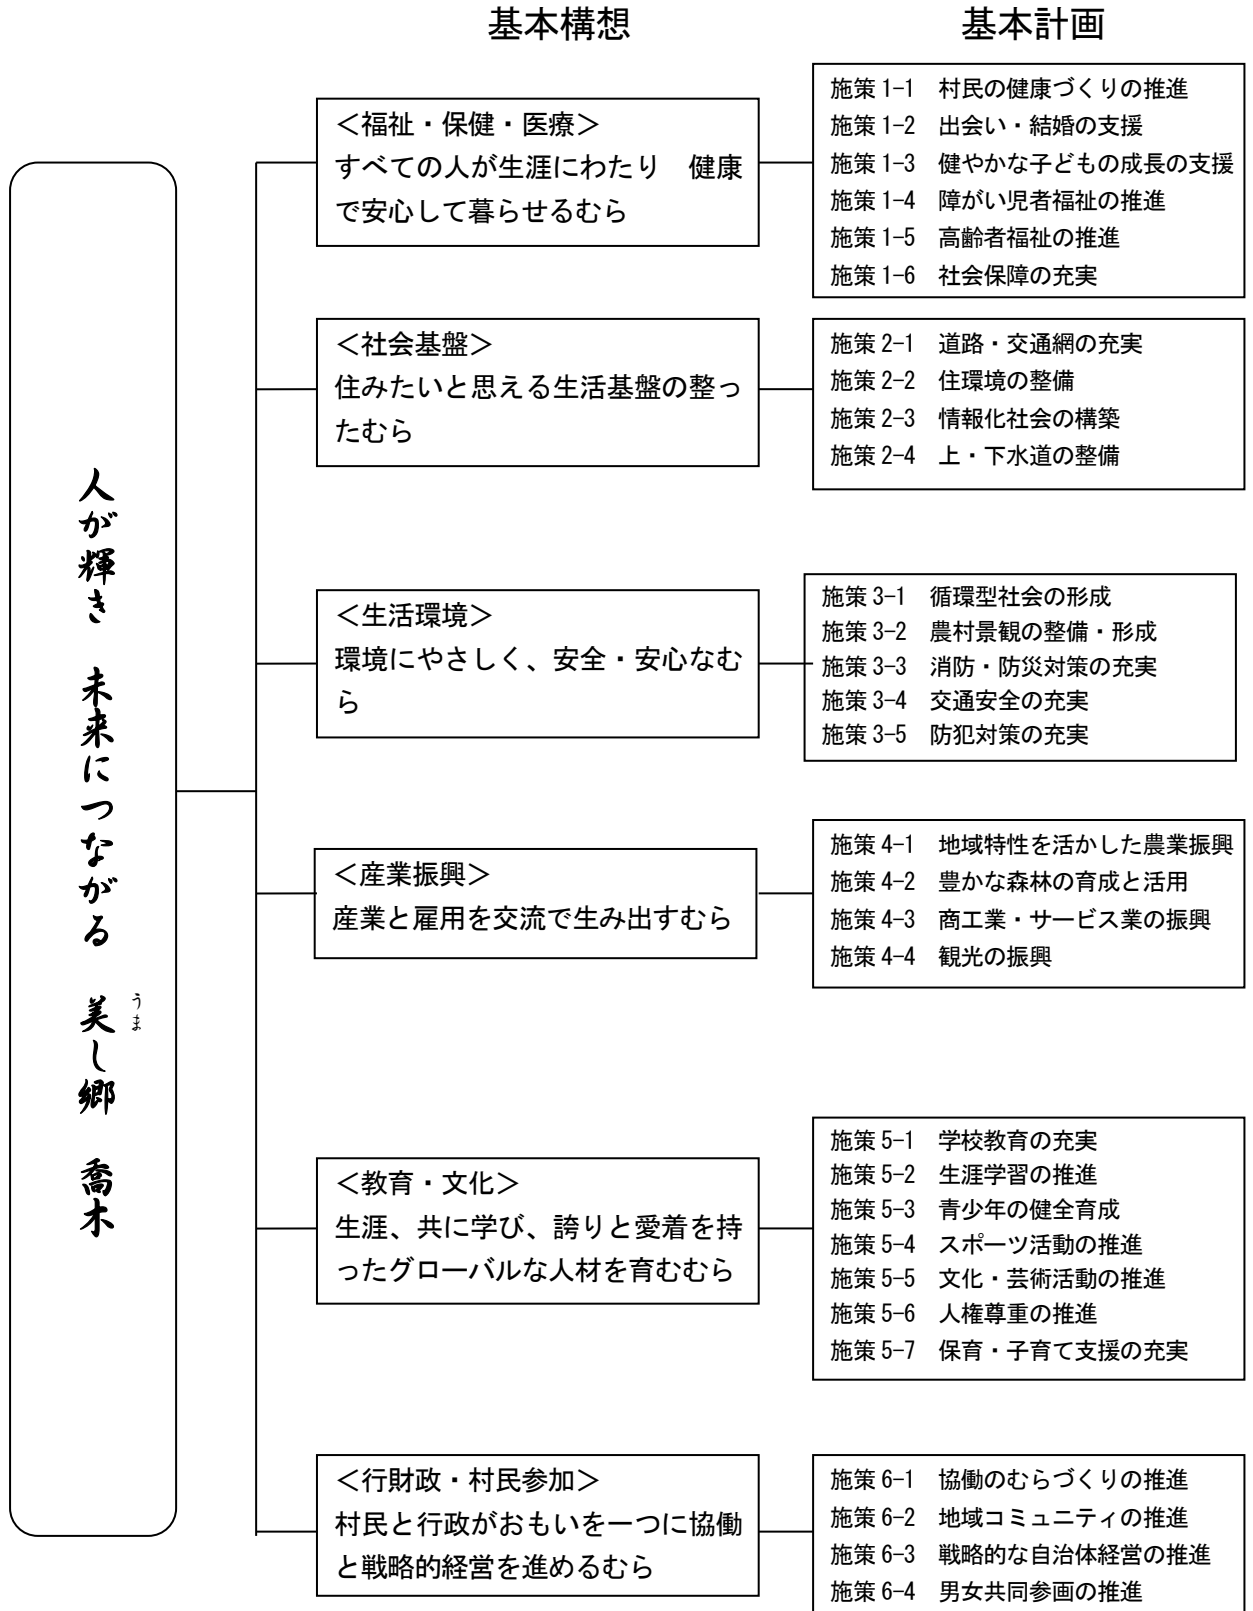 基本構想
基本計画
人が輝き　未来につながる　美し郷　喬木
うま
＜福祉・保健・医療＞
すべての人が生涯にわたり　健康
で安心して暮らせるむら
施策 1-1　村民の健康づくりの推進
施策 1-2　出会い・結婚の支援
施策 1-3　健やかな子どもの成長の支援
施策 1-4　障がい児者福祉の推進
施策 1-5　高齢者福祉の推進
施策 1-6　社会保障の充実
＜社会基盤＞
住みたいと思える生活基盤の整っ
たむら
施策 2-1　道路・交通網の充実
施策 2-2　住環境の整備
施策 2-3　情報化社会の構築
施策 2-4　上・下水道の整備
＜生活環境＞
環境にやさしく、安全・安心なむ
ら
施策 3-1　循環型社会の形成
施策 3-2　農村景観の整備・形成
施策 3-3　消防・防災対策の充実
施策 3-4　交通安全の充実
施策 3-5　防犯対策の充実
＜産業振興＞
産業と雇用を交流で生み出すむら
施策 4-1　地域特性を活かした農業振興
施策 4-2　豊かな森林の育成と活用
施策 4-3　商工業・サービス業の振興
施策 4-4　観光の振興
＜教育・文化＞
生涯、共に学び、誇りと愛着を持
ったグローバルな人材を育むむら
施策 5-1　学校教育の充実
施策 5-2　生涯学習の推進
施策 5-3　青少年の健全育成
施策 5-4　スポーツ活動の推進
施策 5-5　文化・芸術活動の推進
施策 5-6　人権尊重の推進
施策 5-7　保育・子育て支援の充実
＜行財政・村民参加＞
村民と行政がおもいを一つに協働
と戦略的経営を進めるむら
施策 6-1　協働のむらづくりの推進
施策 6-2　地域コミュニティの推進
施策 6-3　戦略的な自治体経営の推進
施策 6-4　男女共同参画の推進